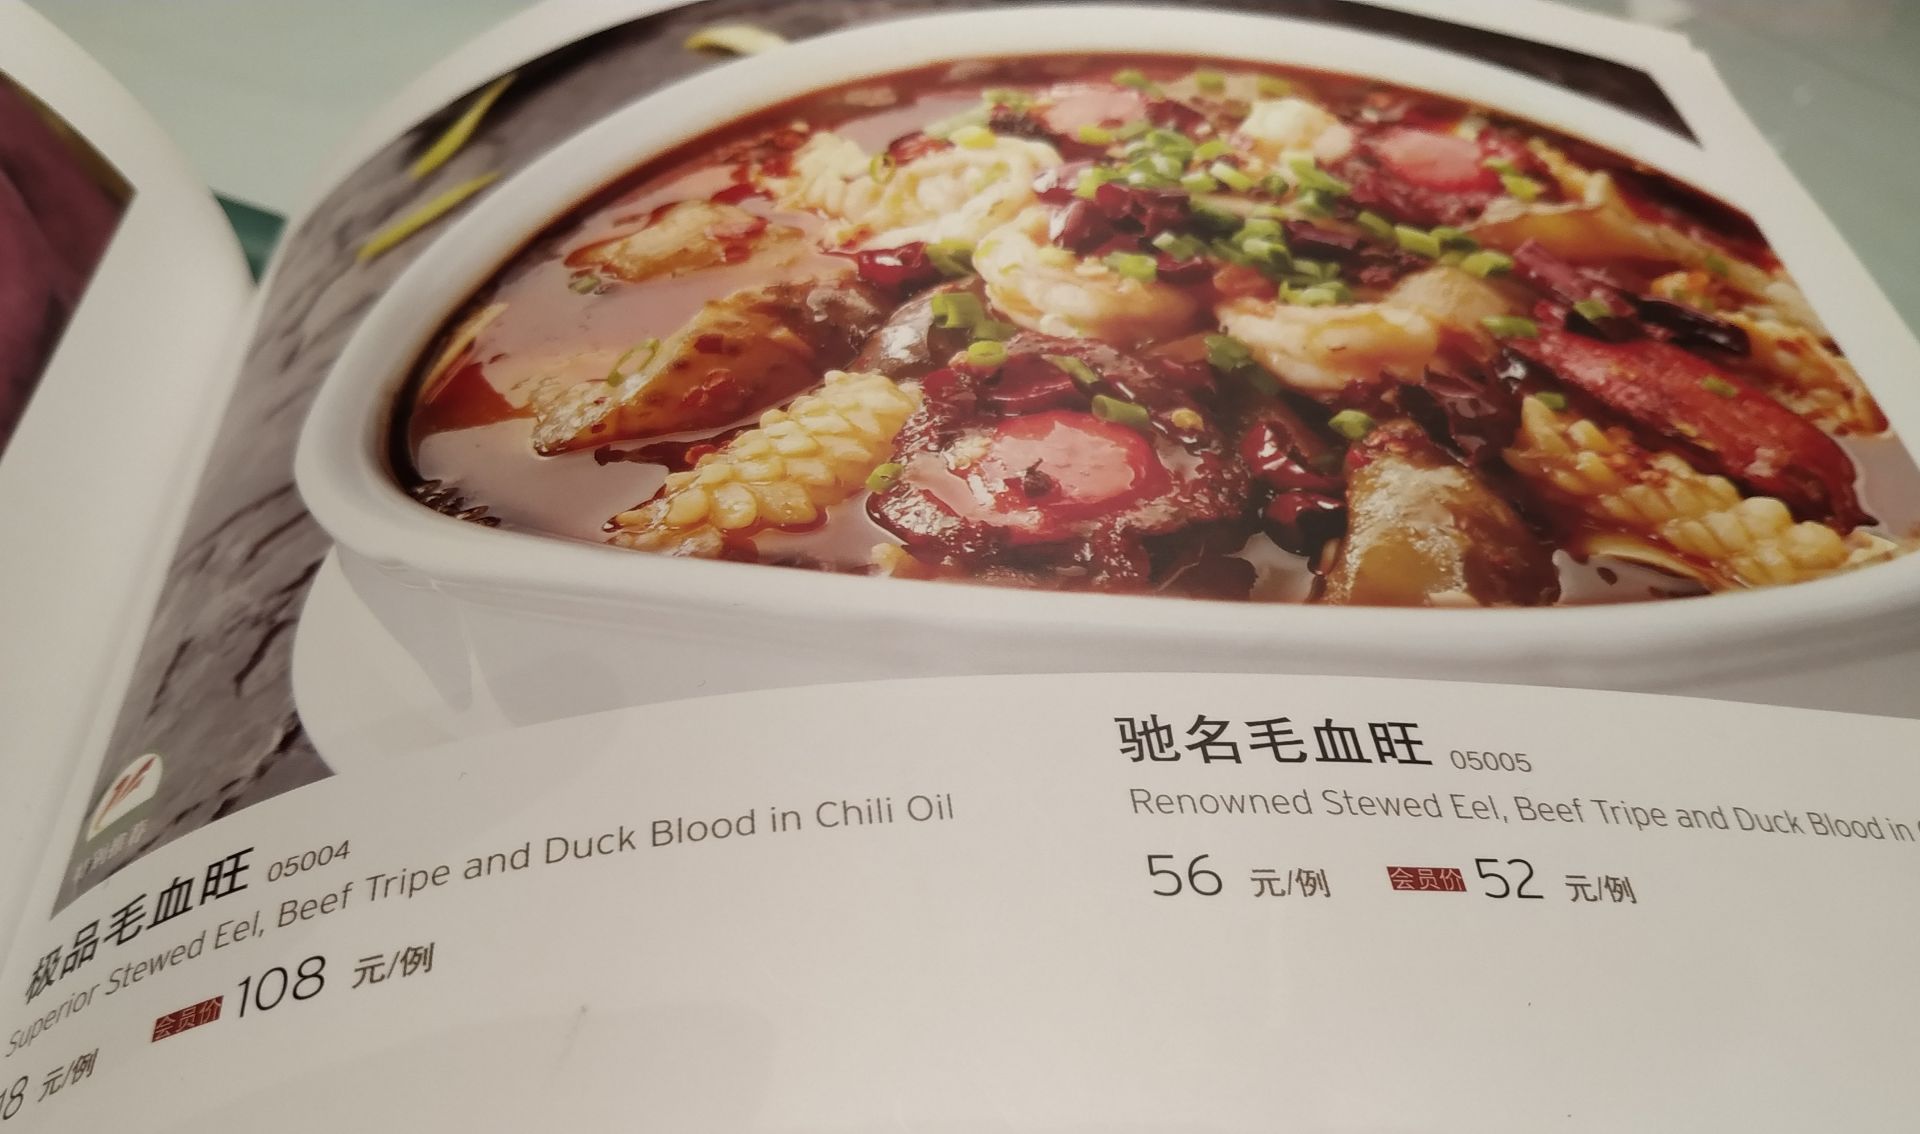 极品毛血旺 05004
Superior Stewed Eel, Beef Tripe and Duck Blood in Chili Oil
18 元/例 会员价 108 元/例
驰名毛血旺 05005
Renowned Stewed Eel, Beef Tripe and Duck Blood in
56 元/例 会员价 52 元/例